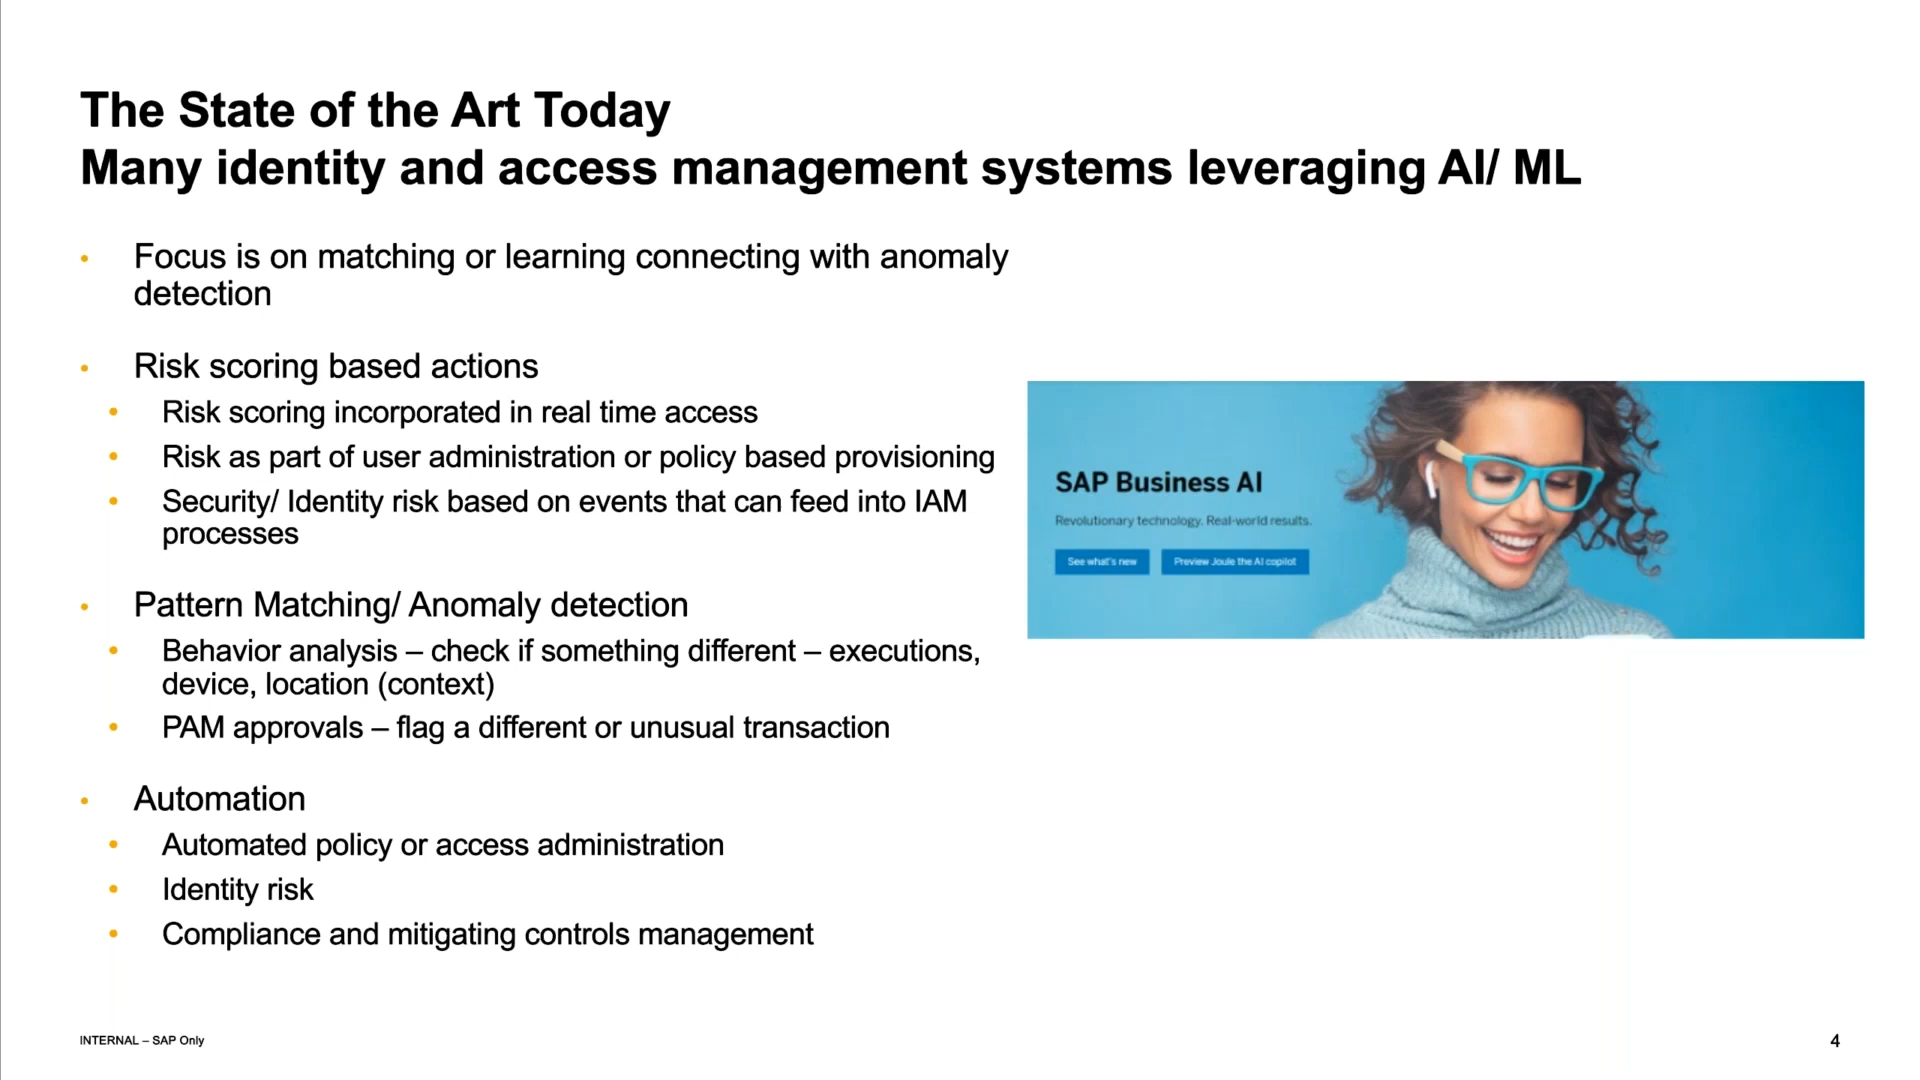 The State of the Art Today
Many identity and access management systems leveraging AI/ ML
• Focus is on matching or learning connecting with anomaly
detection
• Risk scoring based actions
• Risk scoring incorporated in real time access
• Risk as part of user administration or policy based provisioning
• Security/ Identity risk based on events that can feed into IAM
processes
• Pattern Matching/ Anomaly detection
• Behavior analysis – check if something different – executions,
device, location (context)
• PAM approvals – flag a different or unusual transaction
• Automation
• Automated policy or access administration
• Identity risk
• Compliance and mitigating controls management
SAP Business AI
Revolutionary technology. Real-world results.
See what's new
Preview Joule the AI copilot
INTERNAL – SAP Only
4